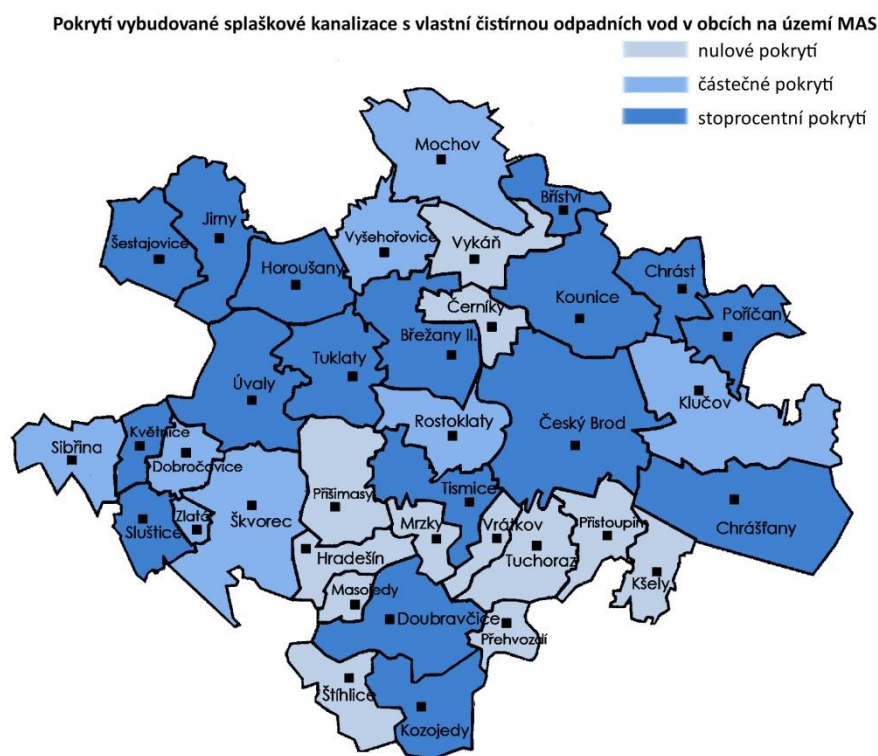 Pokrytí vybudované splaškové kanalizace s vlastní čistírnou odpadních vod v obcích na území MAS
nulové pokrytí
částečné pokrytí
stoprocentní pokrytí
Mochov
Bříství
Jirny
Šestajovice
Vyšehořovice
Vykáň
Horoušany
Chrást
Kounice
Černíky
Poříčany
Břežany II.
Tuklaty
Úvaly
Klučov
Rostoklaty
Český Brod
Květnice
Sibřina
Dobročovice
Tismice
Přišimasy
Škvorec
Zlatá
Sluštice
Mrzky
Vrátkov
Přistoupim
Chrášťany
Hradešín
Tuchoraz
Kšely
Masojedy
Doubravčice
Přehvozdí
Štíhlice
Kozojedy